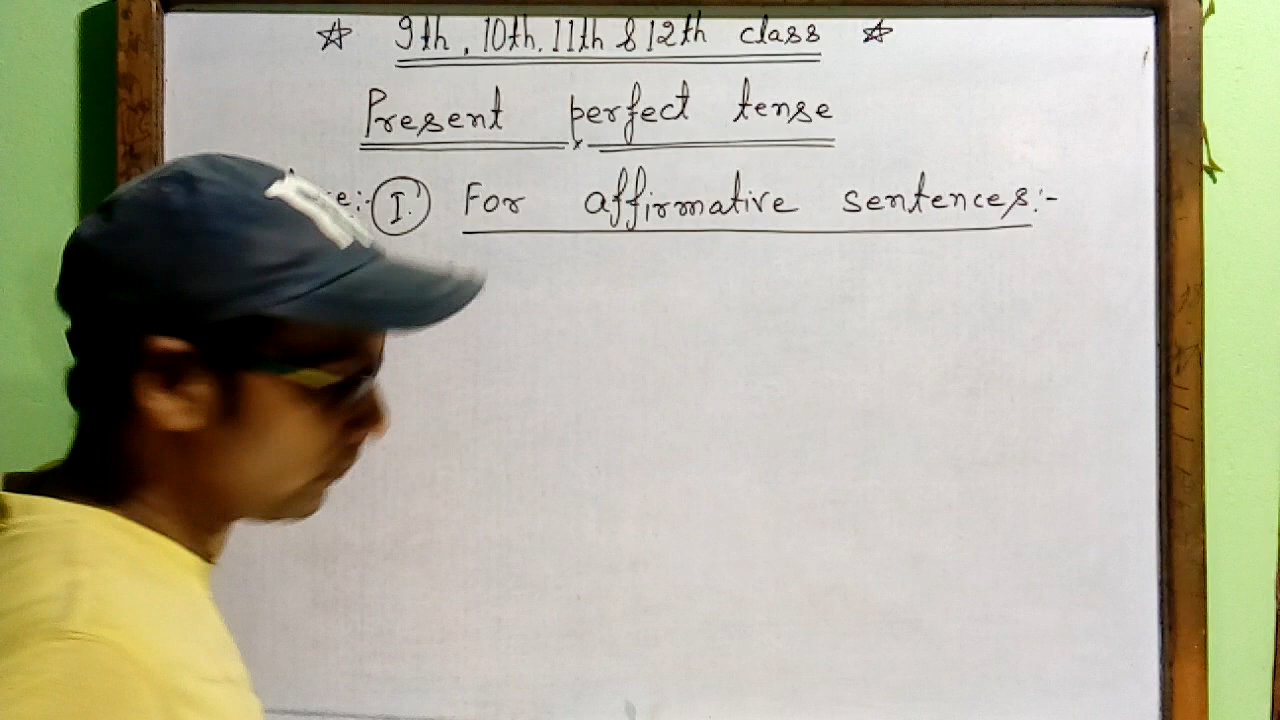 ☆ 9th, 10th, 11th & 12th class ☆
Present perfect tense
I. For affirmative sentences:-